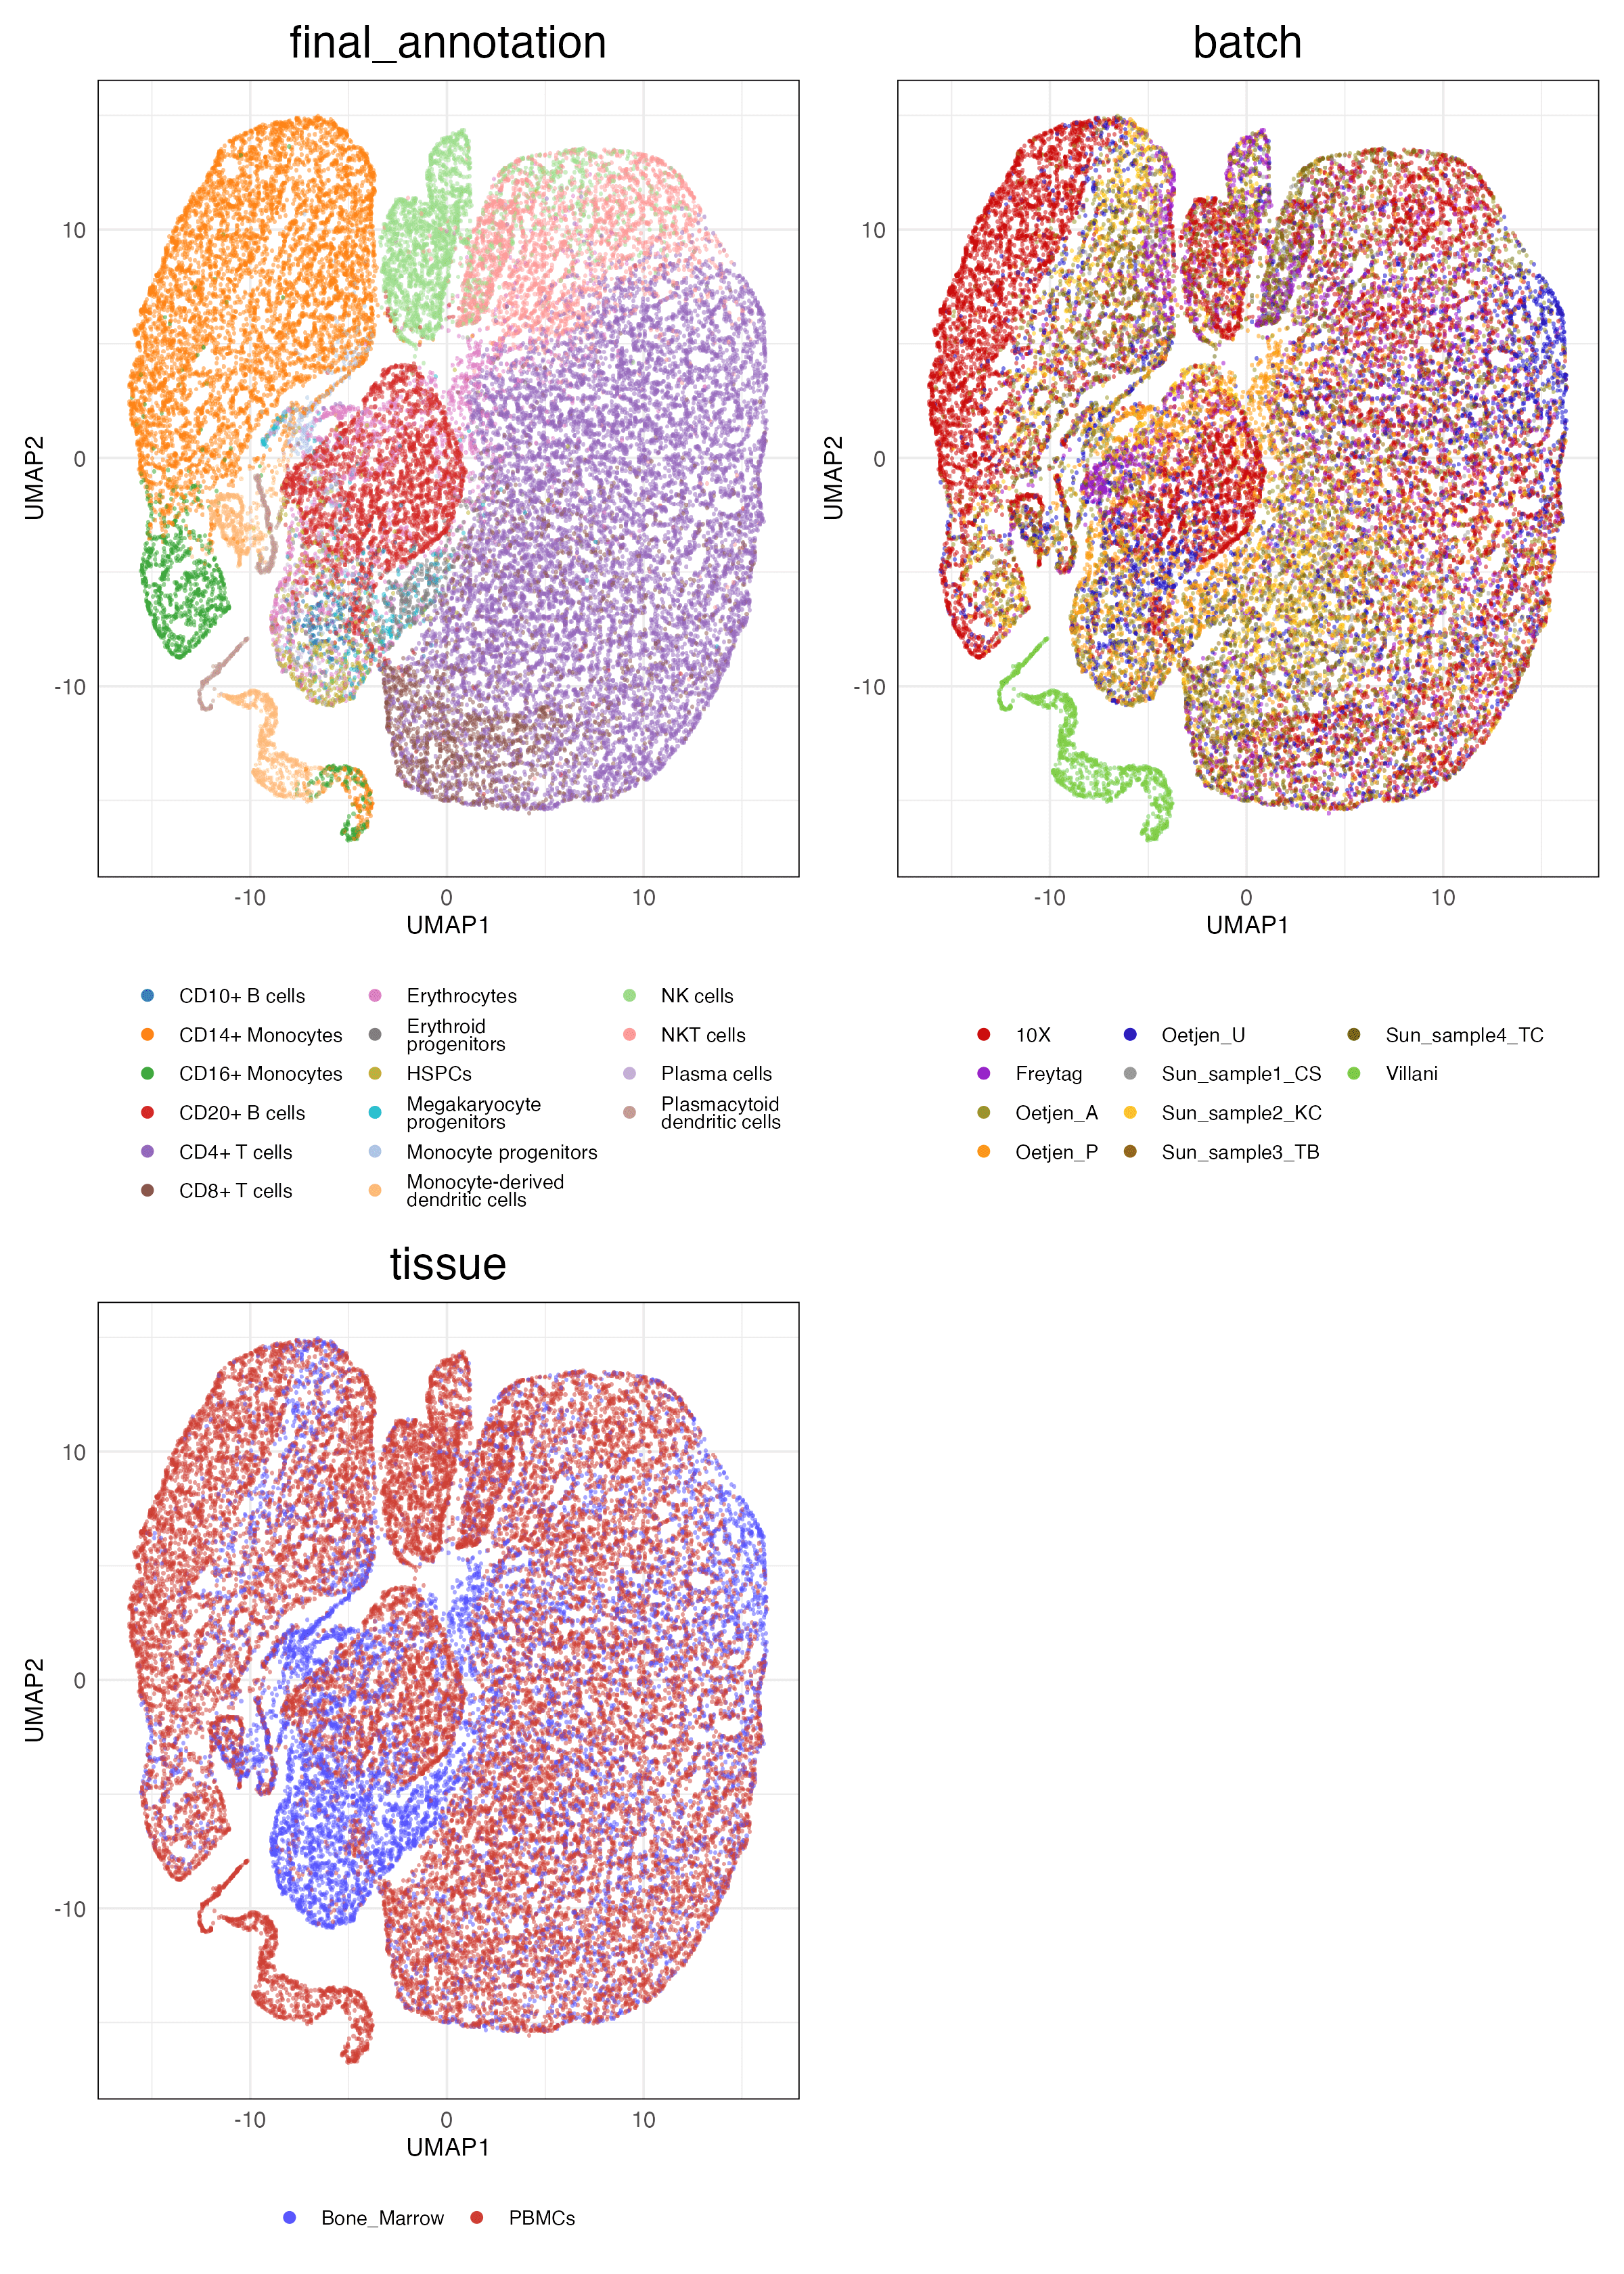 final_annotation
batch
10
0
-10
UMAP2
-10
0
10
UMAP1
10
0
-10
UMAP2
-10
0
10
UMAP1
CD10+ B cells
CD14+ Monocytes
CD16+ Monocytes
CD20+ B cells
CD4+ T cells
CD8+ T cells
Erythrocytes
Erythroid
progenitors
HSPCs
Megakaryocyte
progenitors
Monocyte progenitors
Monocyte-derived
dendritic cells
NK cells
NKT cells
Plasma cells
Plasmacytoid
dendritic cells
10X
Freytag
Oetjen_A
Oetjen_P
Oetjen_U
Sun_sample1_CS
Sun_sample2_KC
Sun_sample3_TB
Sun_sample4_TC
Villani
tissue
10
0
-10
UMAP2
-10
0
10
UMAP1
Bone_Marrow
PBMCs